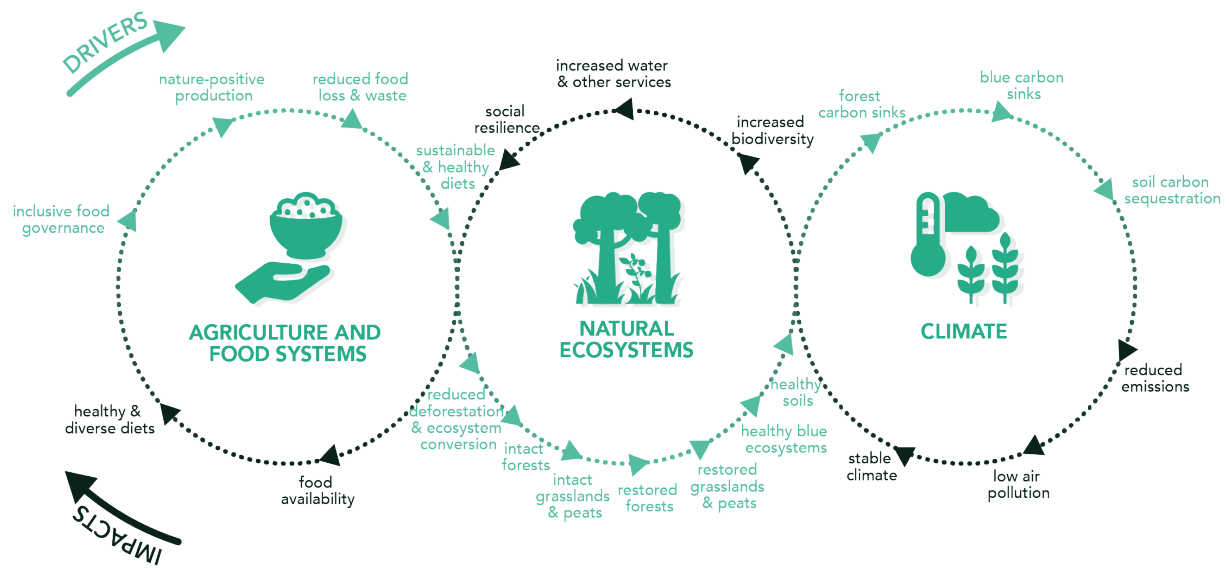 DRIVERS
nature-positive
production
reduced food
loss & waste
inclusive food
governance
sustainable
& healthy
diets
AGRICULTURE AND
FOOD SYSTEMS
healthy &
diverse diets
food
availability
IMPACTS
increased water
& other services
social
resilience
increased
biodiversity
NATURAL
ECOSYSTEMS
reduced
deforestation
& ecosystem
conversion
intact
forests
intact
grasslands
& peats
restored
forests
restored
grasslands
& peats
healthy blue
ecosystems
healthy
soils
forest
carbon sinks
blue carbon
sinks
soil carbon
sequestration
CLIMATE
reduced
emissions
low air
pollution
stable
climate